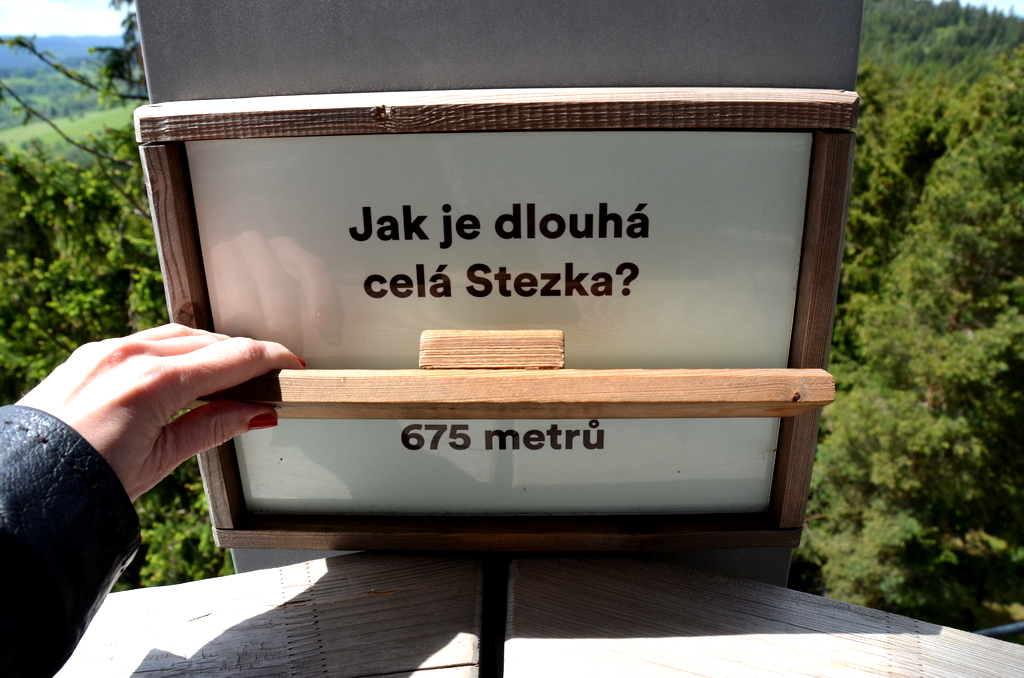 Jak je dlouhá
celá Stezka?
675 metrů